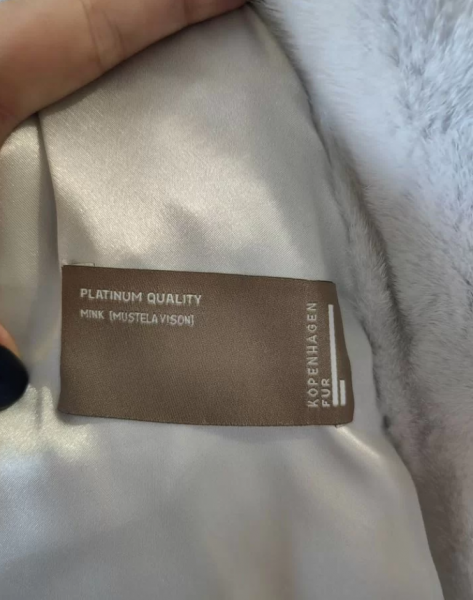 PLATINUM QUALITY
MINK [MUSTELA VISON]
KOPENHAGEN
FUR